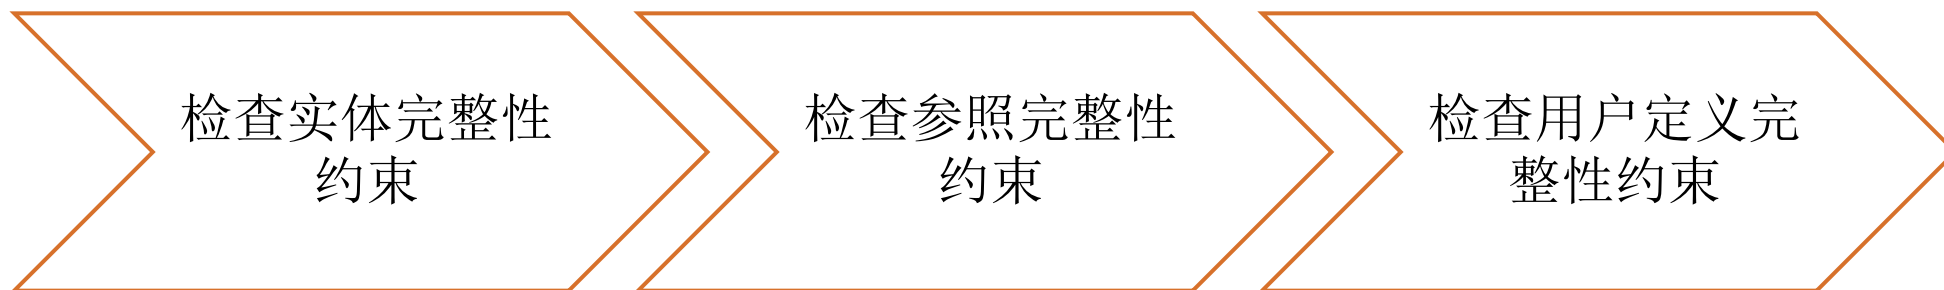 检查实体完整性
约束
检查参照完整性
约束
检查用户定义完
整性约束